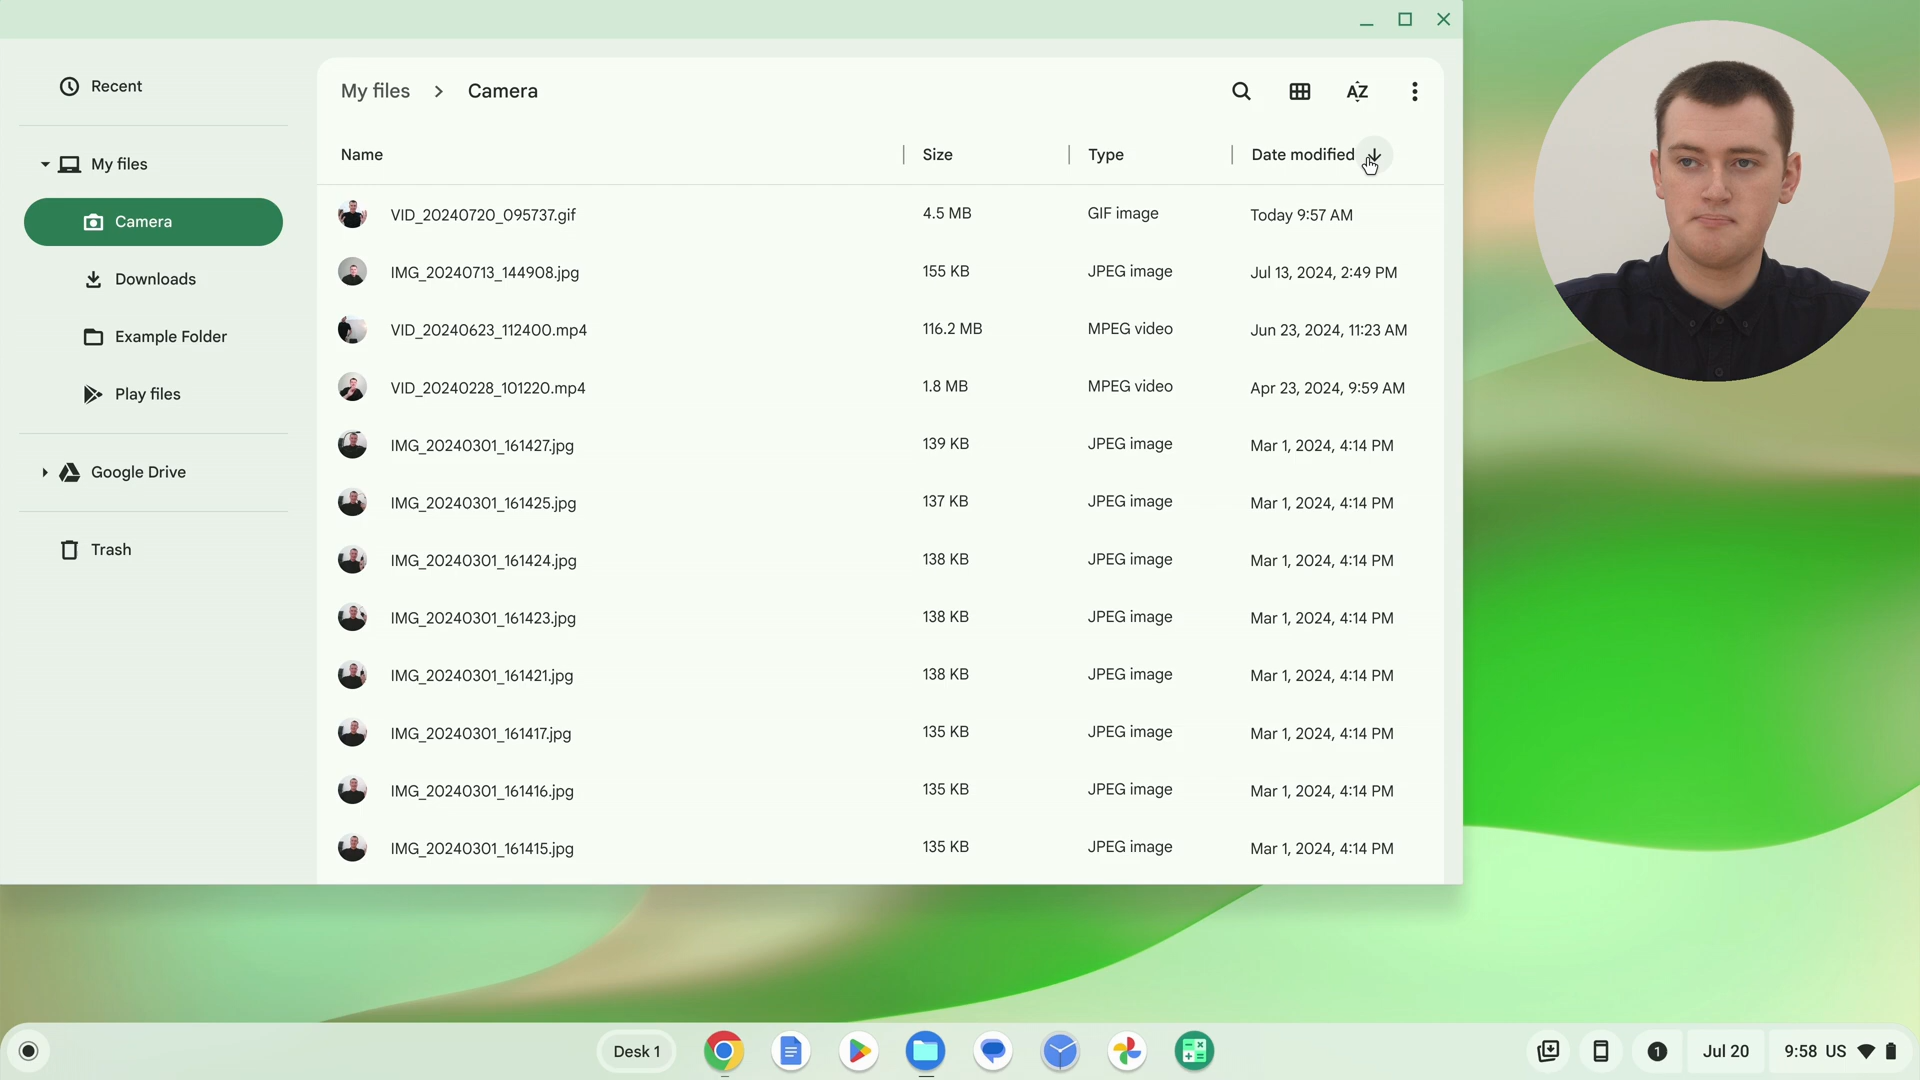 Recent
My files
Camera
Downloads
Example Folder
Play files
Google Drive
Trash
My files > Camera
AZ
Name Size Type Date modified
VID_20240720_095737.gif 4.5 MB GIF image Today 9:57 AM
IMG_20240713_144908.jpg 155 KB JPEG image Jul 13, 2024, 2:49 PM
VID_20240623_112400.mp4 116.2 MB MPEG video Jun 23, 2024, 11:23 AM
VID_20240228_101220.mp4 1.8 MB MPEG video Apr 23, 2024, 9:59 AM
IMG_20240301_161427.jpg 139 KB JPEG image Mar 1, 2024, 4:14 PM
IMG_20240301_161425.jpg 137 KB JPEG image Mar 1, 2024, 4:14 PM
IMG_20240301_161424.jpg 138 KB JPEG image Mar 1, 2024, 4:14 PM
IMG_20240301_161423.jpg 138 KB JPEG image Mar 1, 2024, 4:14 PM
IMG_20240301_161421.jpg 138 KB JPEG image Mar 1, 2024, 4:14 PM
IMG_20240301_161417.jpg 135 KB JPEG image Mar 1, 2024, 4:14 PM
IMG_20240301_161416.jpg 135 KB JPEG image Mar 1, 2024, 4:14 PM
IMG_20240301_161415.jpg 135 KB JPEG image Mar 1, 2024, 4:14 PM
Desk 1 1 Jul 20 9:58 US